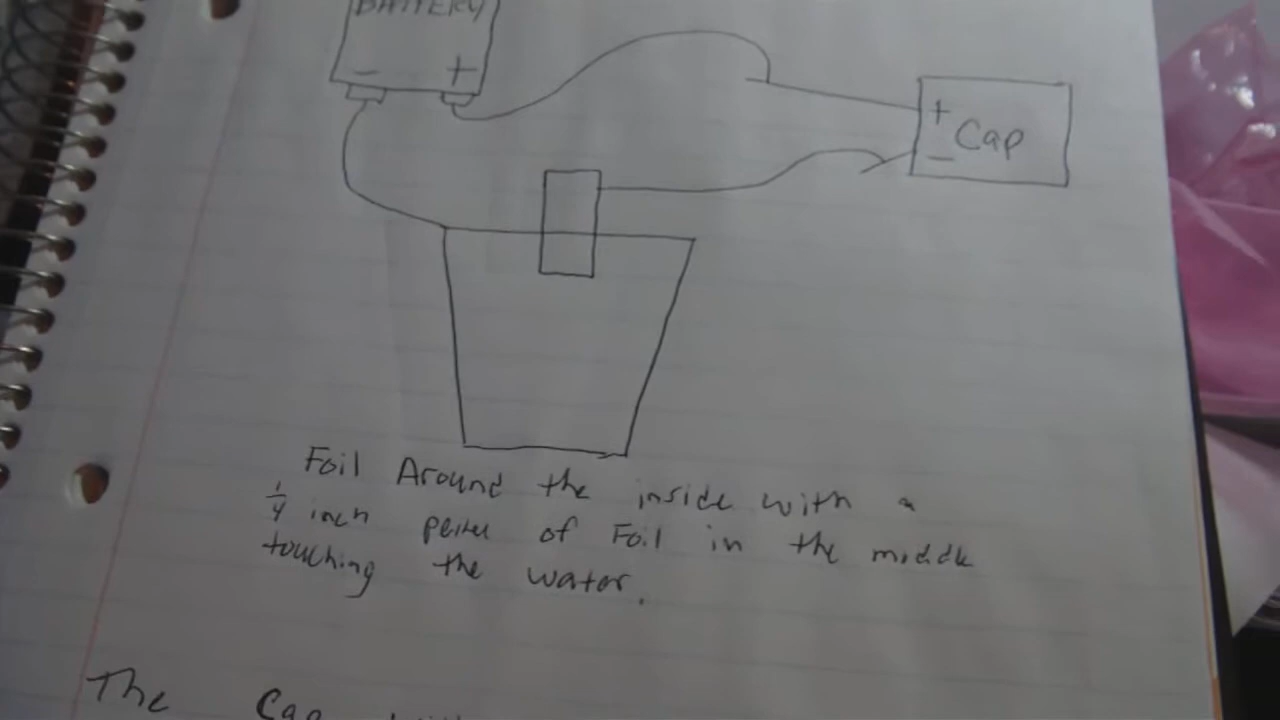 BATTERY
- +
+ Cap
-
Foil Around the inside with a
1/4 inch of Foil in the middle
touching the water.
The Cap